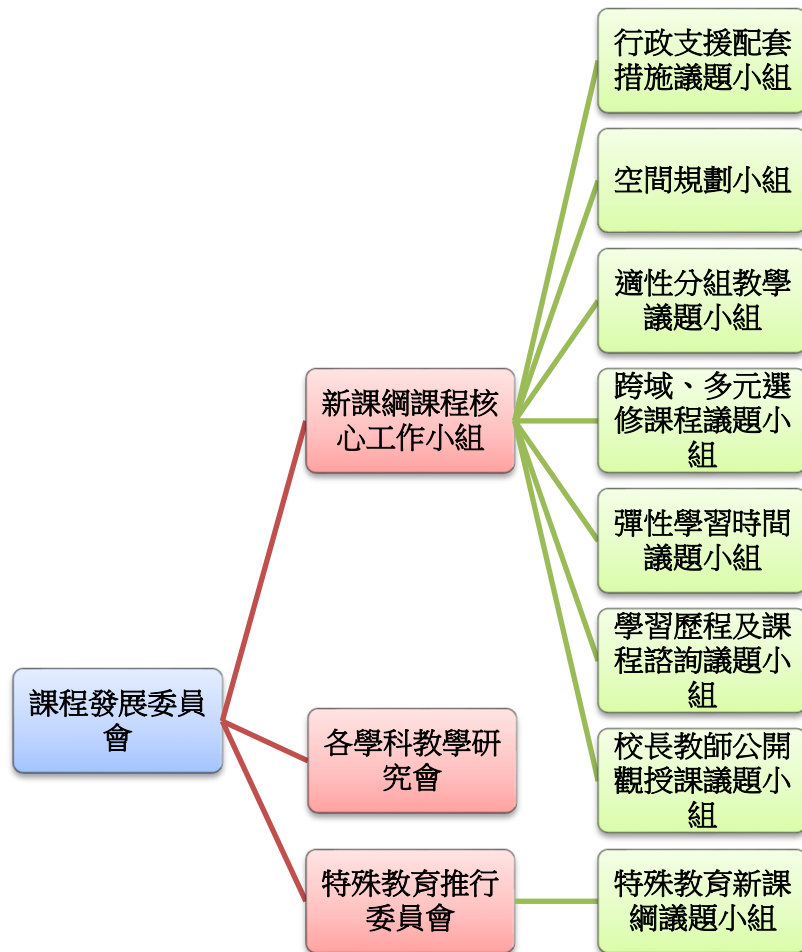 行政支援配套
措施議題小組
空間規劃小組
適性分組教學
議題小組
跨域、多元選
修課程議題小
組
新課綱課程核
心工作小組
彈性學習時間
議題小組
學習歷程及課
程諮詢議題小
組
課程發展委員
會
各學科教學研
究會
校長教師公開
觀授課議題小
組
特殊教育推行
委員會
特殊教育新課
綱議題小組